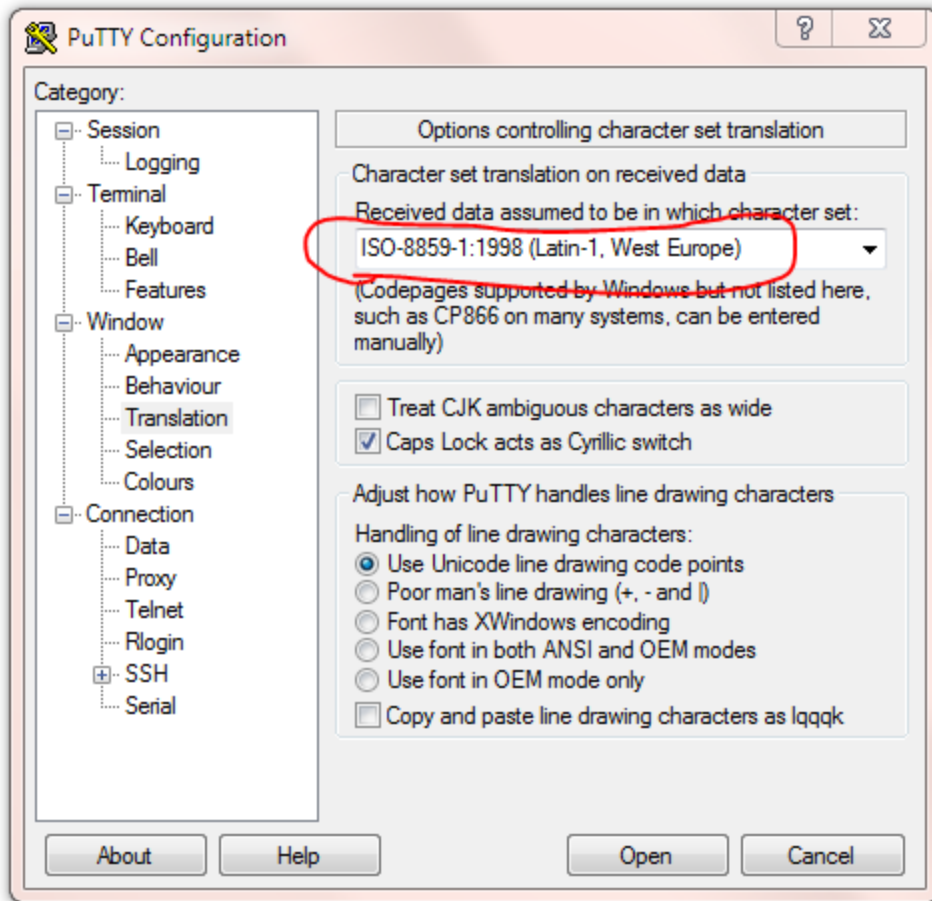 PuTTY Configuration
Category:
Session
Logging
Terminal
Keyboard
Bell
Features
Window
Appearance
Behaviour
Translation
Selection
Colours
Connection
Data
Proxy
Telnet
Rlogin
SSH
Serial
Options controlling character set translation
Character set translation on received data
Received data assumed to be in which character set:
ISO-8859-1:1998 (Latin-1, West Europe)
(Codepages supported by Windows but not listed here,
such as CP866 on many systems, can be entered
manually)
Treat CJK ambiguous characters as wide
Caps Lock acts as Cyrillic switch
Adjust how PuTTY handles line drawing characters
Handling of line drawing characters:
Use Unicode line drawing code points
Poor man's line drawing (+, - and |)
Font has XWindows encoding
Use font in both ANSI and OEM modes
Use font in OEM mode only
Copy and paste line drawing characters as lqqqk
About
Help
Open
Cancel